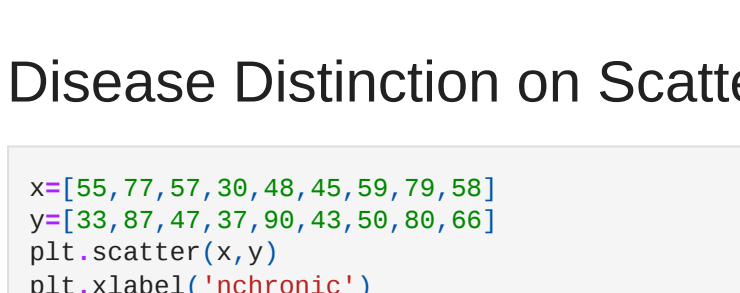 Disease Distinction on Scatte
x=[55,77,57,30,48,45,59,79,58]
y=[33,87,47,37,90,43,50,80,66]
plt.scatter(x,y)
plt.xlabel('nchronic')